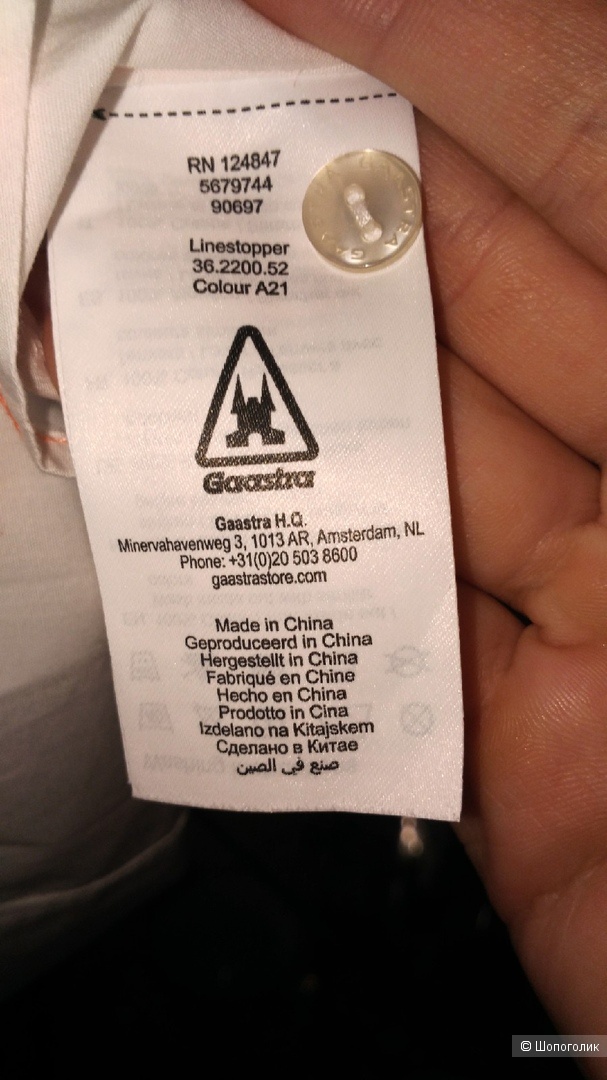 RN 124847
5679744
90697
Linestopper
36.2200.52
Colour A21
Gaastra
Gaastra H.Q.
Minervahavenweg 3, 1013 AR, Amsterdam, NL
Phone: +31(0)20 503 8600
gaastrastore.com
Made in China
Geproduceerd in China
Hergestellt in China
Fabriqué en Chine
Hecho en China
Prodotto in Cina
Izdelano na Kitajskem
Сделано в Китае
صنع في الصين
GAASTRA
© Шопоголик